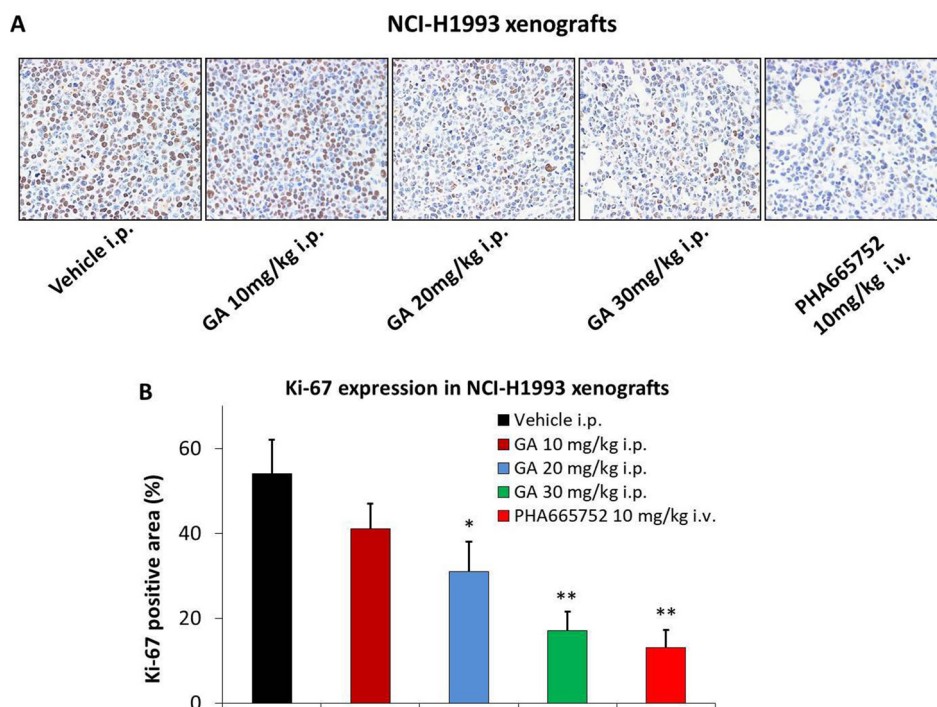 A
NCI-H1993 xenografts
Vehicle i.p.
GA 10mg/kg i.p.
GA 20mg/kg i.p.
GA 30mg/kg i.p.
PHA665752
10mg/kg i.v.
B
Ki-67 expression in NCI-H1993 xenografts
Ki-67 positive area (%)
60
40
20
0
*
**
**
Vehicle i.p.
GA 10 mg/kg i.p.
GA 20 mg/kg i.p.
GA 30 mg/kg i.p.
PHA665752 10 mg/kg i.v.